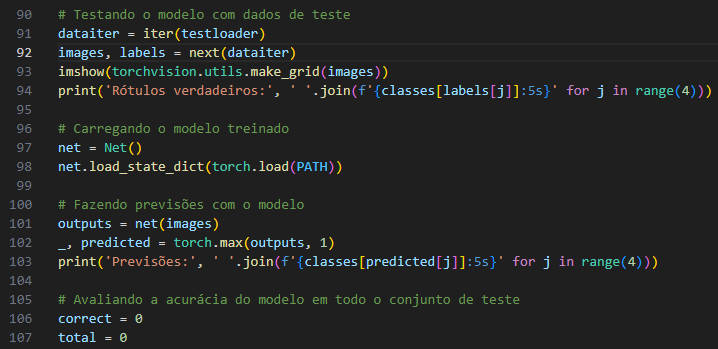 90 # Testando o modelo com dados de teste
91 dataiter = iter(testloader)
92 images, labels = next(dataiter)
93 imshow(torchvision.utils.make_grid(images))
94 print('Rótulos verdadeiros:', ' '.join(f'{classes[labels[j]]:5s}' for j in range(4)))
95
96 # Carregando o modelo treinado
97 net = Net()
98 net.load_state_dict(torch.load(PATH))
99
100 # Fazendo previsões com o modelo
101 outputs = net(images)
102 _, predicted = torch.max(outputs, 1)
103 print('Previsões:', ' '.join(f'{classes[predicted[j]]:5s}' for j in range(4)))
104
105 # Avaliando a acurácia do modelo em todo o conjunto de teste
106 correct = 0
107 total = 0